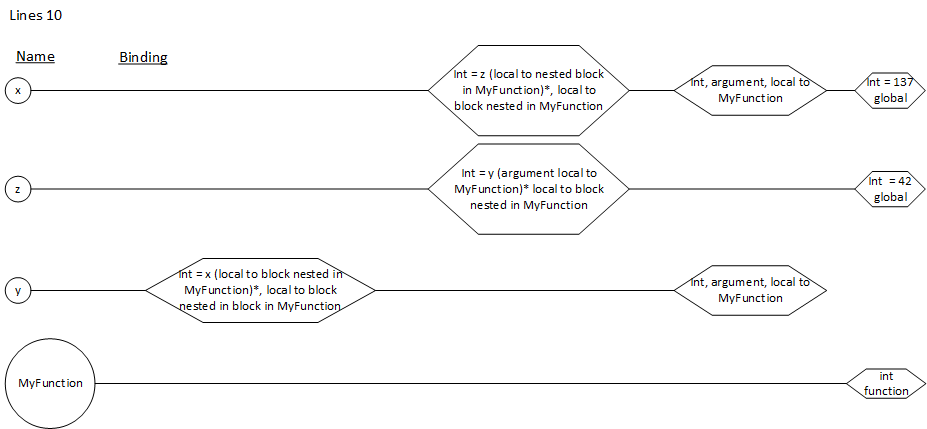 Lines 10
Name Binding
x
Int = z (local to nested block
in MyFunction)*, local to
block nested in MyFunction
Int, argument, local to
MyFunction
Int = 137
global
z
Int = y (argument local to
MyFunction)* local to block
nested in MyFunction
Int = 42
global
y
Int = x (local to block nested in
MyFunction)*, local to block
nested in block in MyFunction
Int, argument, local to
MyFunction
MyFunction
int
function